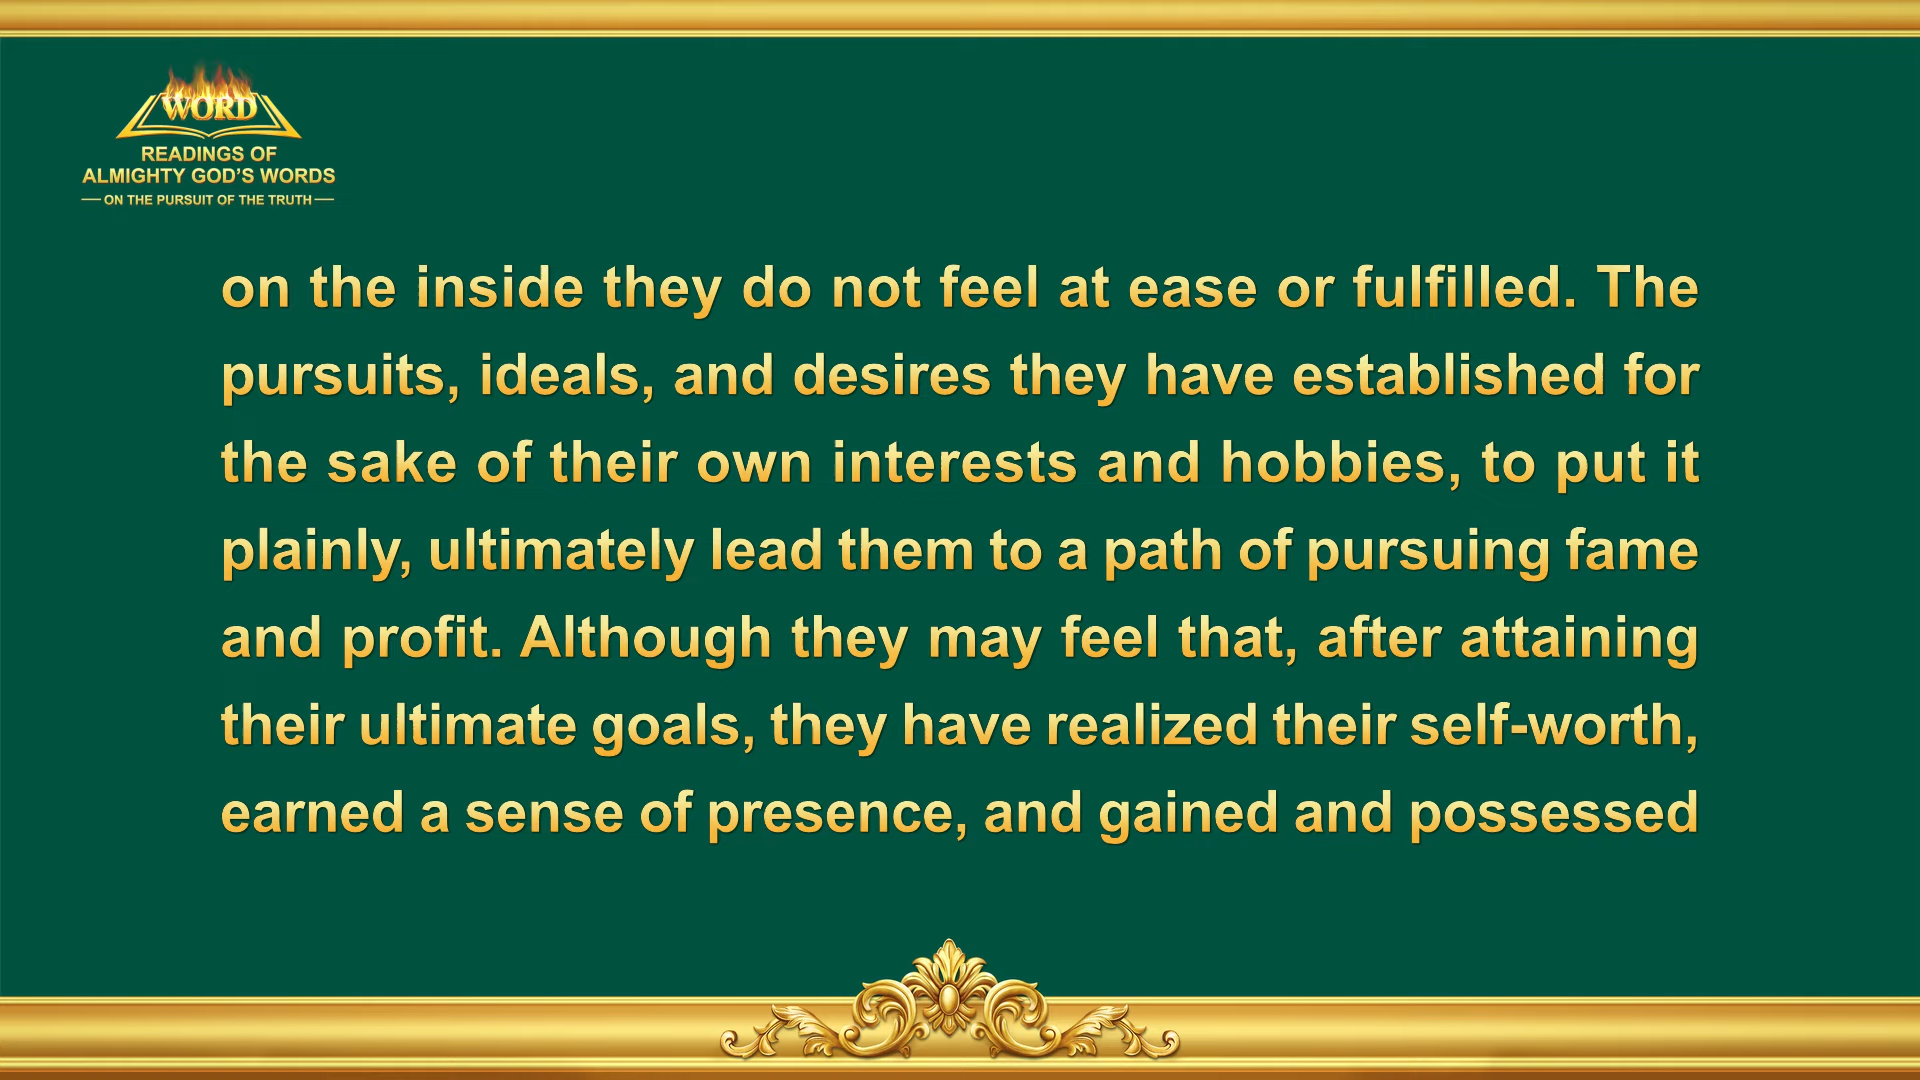 WORD
READINGS OF
ALMIGHTY GOD'S WORDS
— ON THE PURSUIT OF THE TRUTH —
on the inside they do not feel at ease or fulfilled. The
pursuits, ideals, and desires they have established for
the sake of their own interests and hobbies, to put it
plainly, ultimately lead them to a path of pursuing fame
and profit. Although they may feel that, after attaining
their ultimate goals, they have realized their self-worth,
earned a sense of presence, and gained and possessed